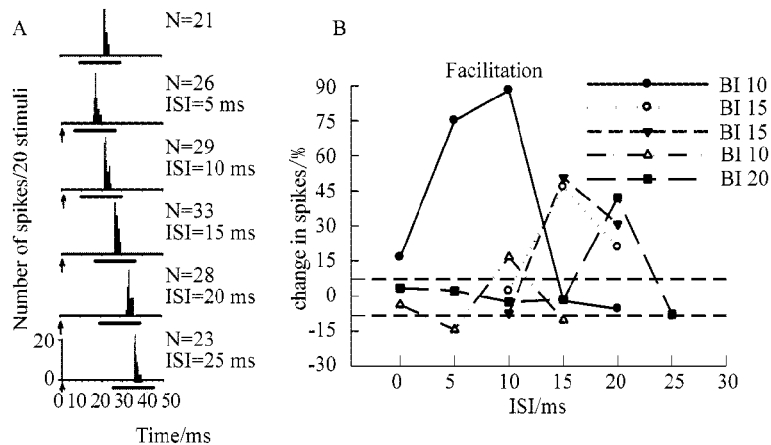 A
Number of spikes/20 stimuli
N=21
N=26
ISI=5 ms
N=29
ISI=10 ms
N=33
ISI=15 ms
N=28
ISI=20 ms
N=23
ISI=25 ms
20
0
0 10 20 30 40 50
Time/ms
B
Facilitation
change in spikes/%
90
75
60
45
30
15
0
-15
-30
0 5 10 15 20 25 30
ISI/ms
BI 10
BI 15
BI 15
BI 10
BI 20